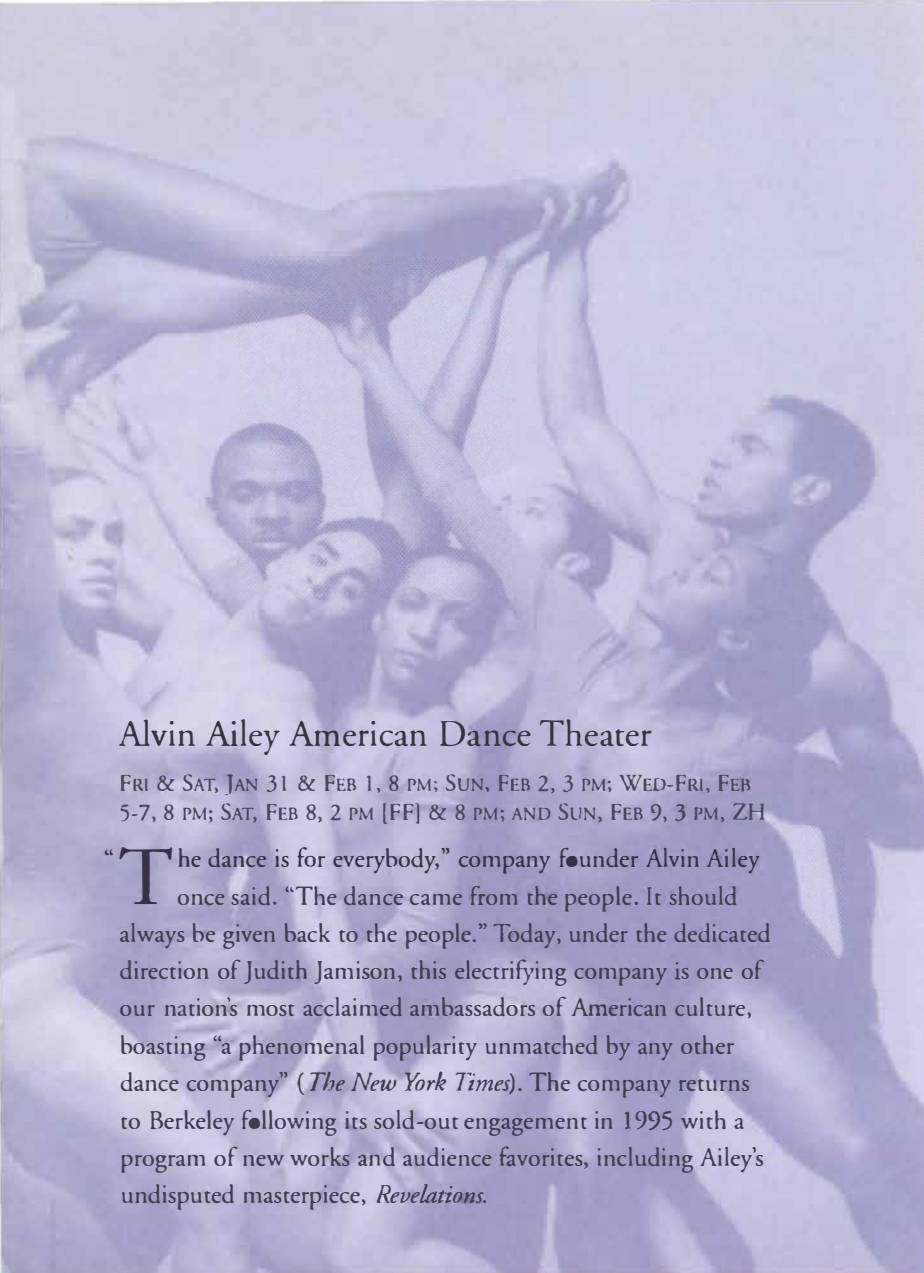 Alvin Ailey American Dance Theater
FRI & SAT, JAN 31 & FEB 1, 8 PM; SUN, FEB 2, 3 PM; WED-FRI, FEB
5-7, 8 PM; SAT, FEB 8, 2 PM [FF] & 8 PM; AND SUN, FEB 9, 3 PM, ZH
“The dance is for everybody,” company founder Alvin Ailey
once said. “The dance came from the people. It should
always be given back to the people.” Today, under the dedicated
direction of Judith Jamison, this electrifying company is one of
our nation's most acclaimed ambassadors of American culture,
boasting “a phenomenal popularity unmatched by any other
dance company” (The New York Times). The company returns
to Berkeley following its sold-out engagement in 1995 with a
program of new works and audience favorites, including Ailey's
undisputed masterpiece, Revelations.